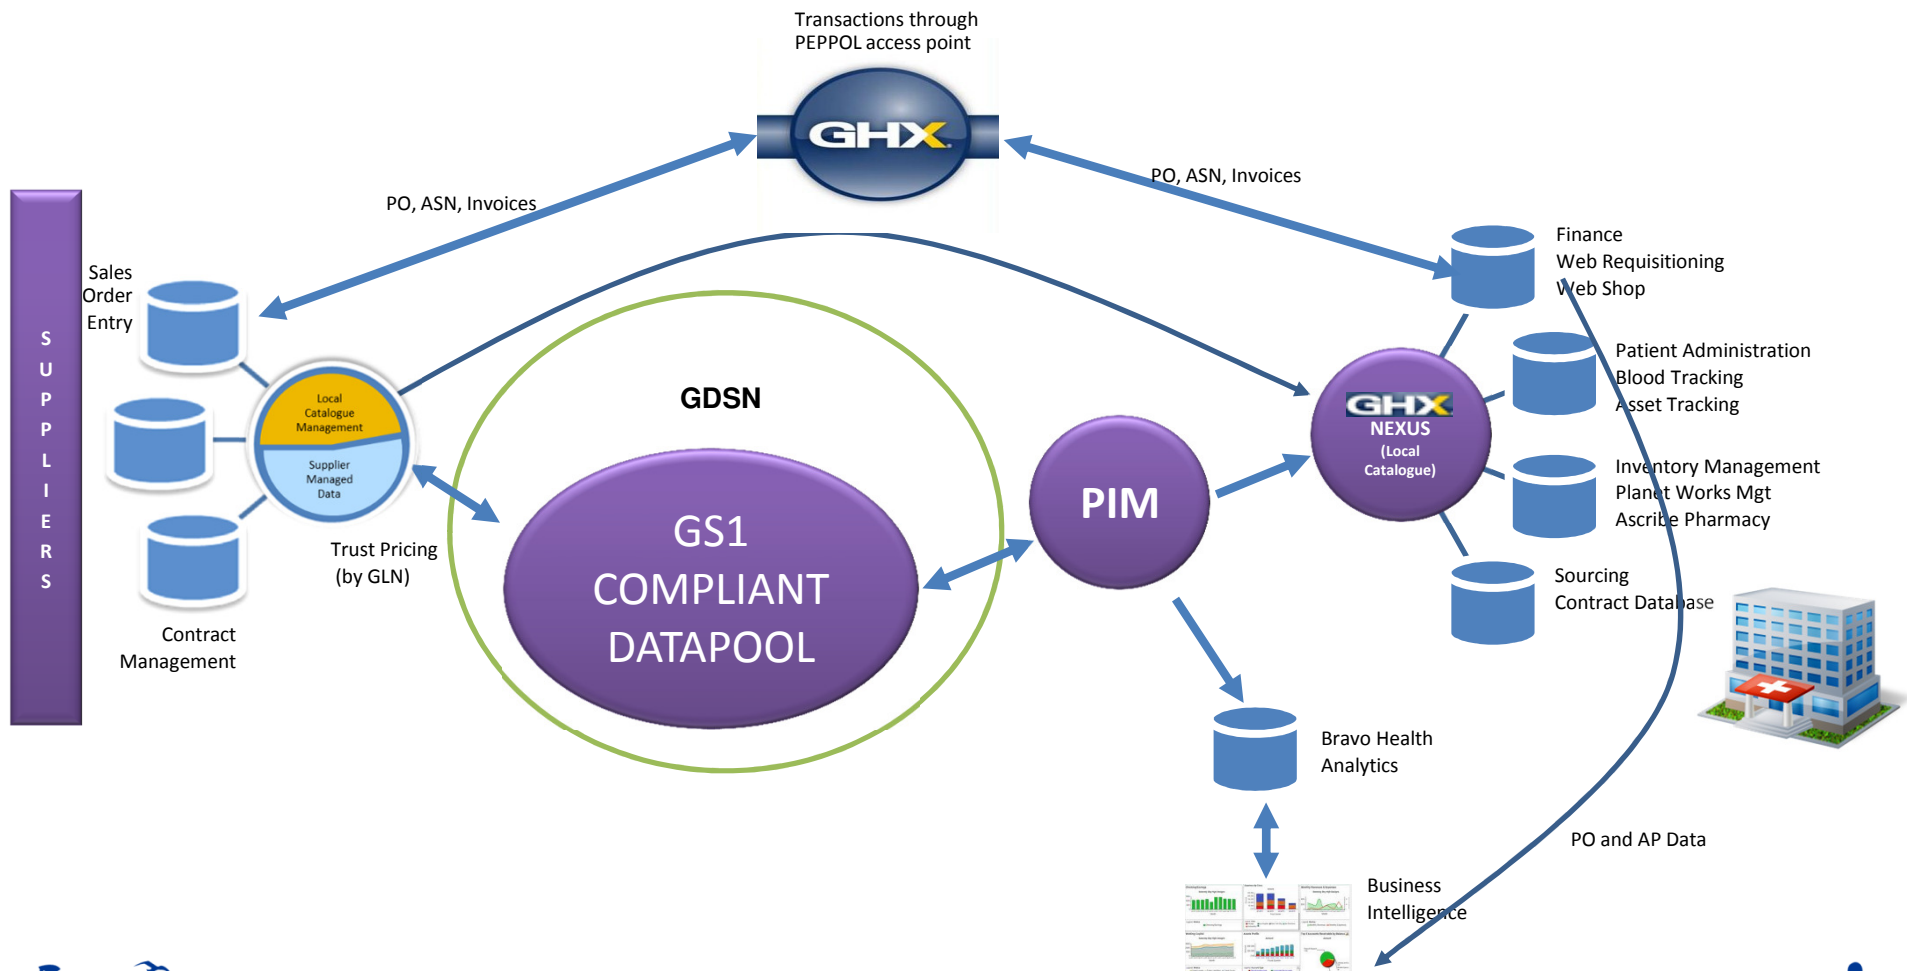 Transactions through
PEPPOL access point
GHX
PO, ASN, Invoices
PO, ASN, Invoices
SUPPLIERS
Sales
Order
Entry
Local
Catalogue
Management
Supplier
Managed
Data
Trust Pricing
(by GLN)
Contract
Management
GDSN
GS1
COMPLIANT
DATAPOOL
PIM
GHX
NEXUS
(Local
Catalogue)
Finance
Web Requisitioning
Web Shop
Patient Administration
Blood Tracking
Asset Tracking
Inventory Management
Planet Works Mgt
Ascribe Pharmacy
Sourcing
Contract Database
Bravo Health
Analytics
PO and AP Data
Business
Intelligence